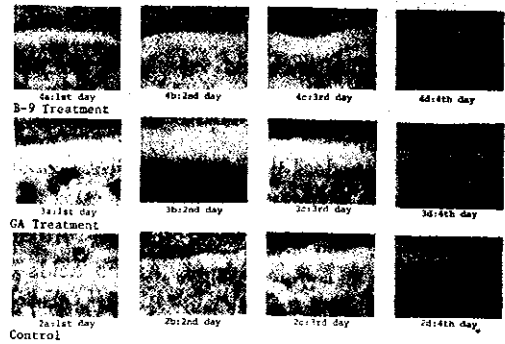 4a:1st day 4b:2nd day 4c:3rd day 4d:4th day
B-9 Treatment
3a:1st day 3b:2nd day 3c:3rd day 3d:4th day
GA Treatment
2a:1st day 2b:2nd day 2c:3rd day 2d:4th day
Control